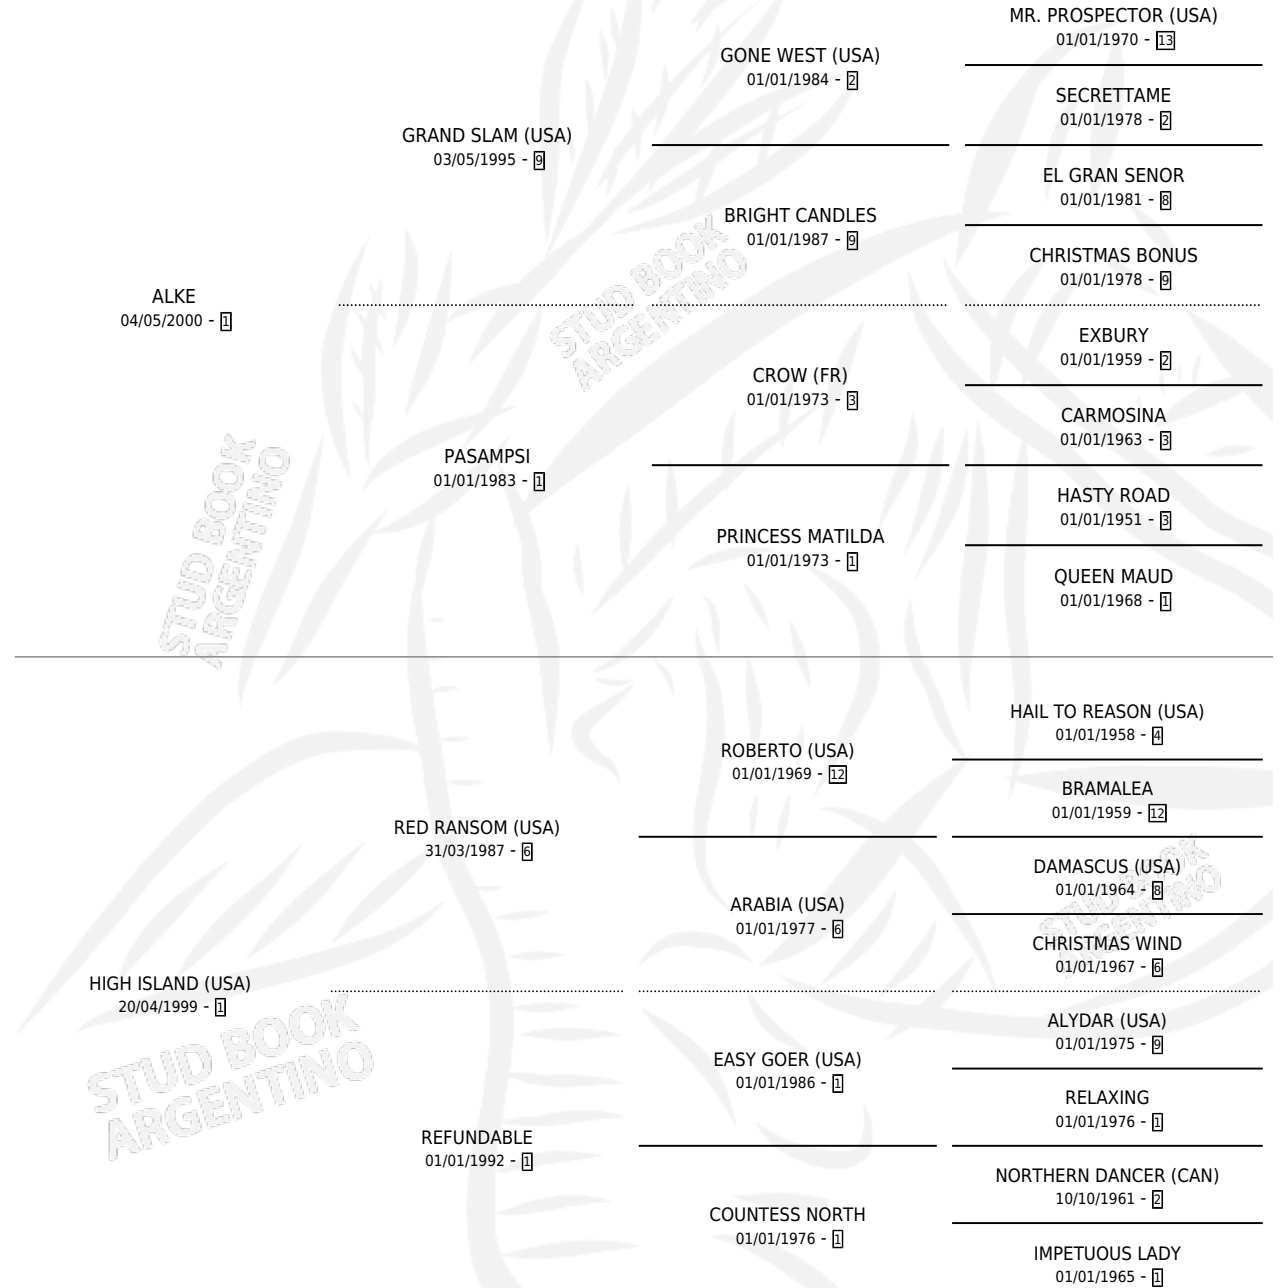 MR. PROSPECTOR (USA)
01/01/1970 - 13
GONE WEST (USA)
01/01/1984 - 2
SECRETTAME
01/01/1978 - 2
GRAND SLAM (USA)
03/05/1995 - 9
EL GRAN SENOR
01/01/1981 - 8
BRIGHT CANDLES
01/01/1987 - 9
CHRISTMAS BONUS
01/01/1978 - 9
ALKE
04/05/2000 - 1
EXBURY
01/01/1959 - 2
CROW (FR)
01/01/1973 - 3
CARMOSINA
01/01/1963 - 3
PASAMPSI
01/01/1983 - 1
HASTY ROAD
01/01/1951 - 3
PRINCESS MATILDA
01/01/1973 - 1
QUEEN MAUD
01/01/1968 - 1
STUD BOOK
ARGENTINO
STUD BOOK
ARGENTINO
HAIL TO REASON (USA)
01/01/1958 - 4
ROBERTO (USA)
01/01/1969 - 12
BRAMALEA
01/01/1959 - 12
RED RANSOM (USA)
31/03/1987 - 6
DAMASCUS (USA)
01/01/1964 - 8
ARABIA (USA)
01/01/1977 - 6
CHRISTMAS WIND
01/01/1967 - 6
HIGH ISLAND (USA)
20/04/1999 - 1
ALYDAR (USA)
01/01/1975 - 9
EASY GOER (USA)
01/01/1986 - 1
RELAXING
01/01/1976 - 1
REFUNDABLE
01/01/1992 - 1
NORTHERN DANCER (CAN)
10/10/1961 - 2
COUNTESS NORTH
01/01/1976 - 1
IMPETUOUS LADY
01/01/1965 - 1
STUD BOOK
ARGENTINO
STUD BOOK
ARGENTINO